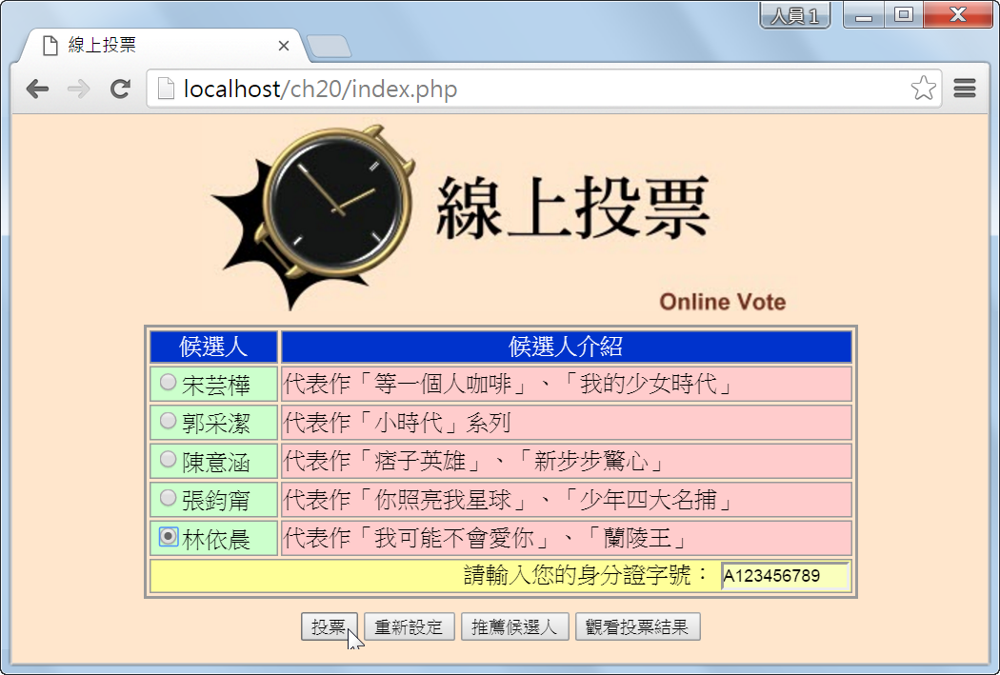 人員1
線上投票
localhost/ch20/index.php
線上投票
Online Vote
候選人 候選人介紹
宋芸樺 代表作「等一個人咖啡」、「我的少女時代」
郭采潔 代表作「小時代」系列
陳意涵 代表作「痞子英雄」、「新步步驚心」
張鈞甯 代表作「你照亮我星球」、「少年四大名捕」
林依晨 代表作「我可能不會愛你」、「蘭陵王」
請輸入您的身分證字號： A123456789
投票 重新設定 推薦候選人 觀看投票結果